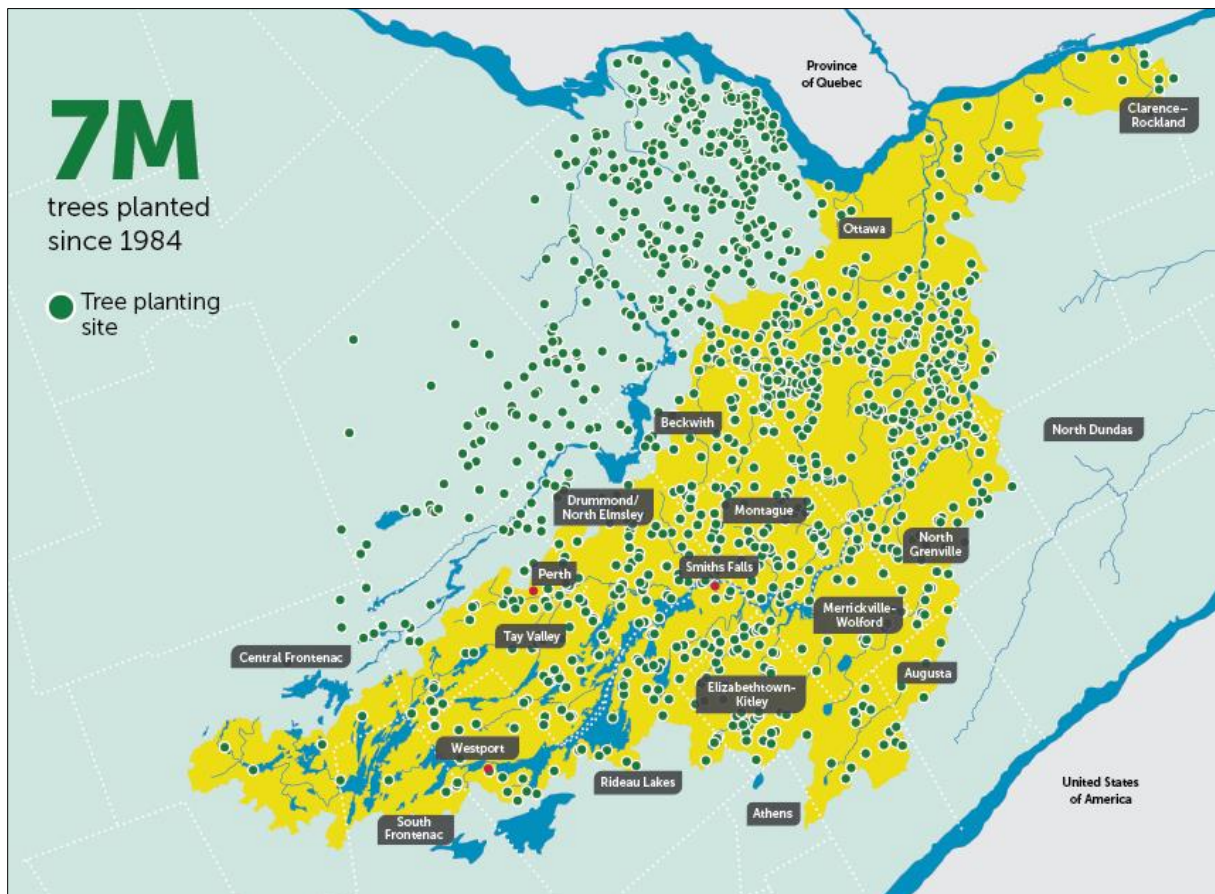 7M
trees planted
since 1984
Tree planting
site
Province
of Quebec
Clarence–
Rockland
Ottawa
Beckwith
North Dundas
Drummond/
North Elmsley
Montague
North
Grenville
Perth
Smiths Falls
Merrickville-
Wolford
Tay Valley
Central Frontenac
Augusta
Elizabethtown-
Kitley
Westport
Rideau Lakes
United States
of America
Athens
South
Frontenac